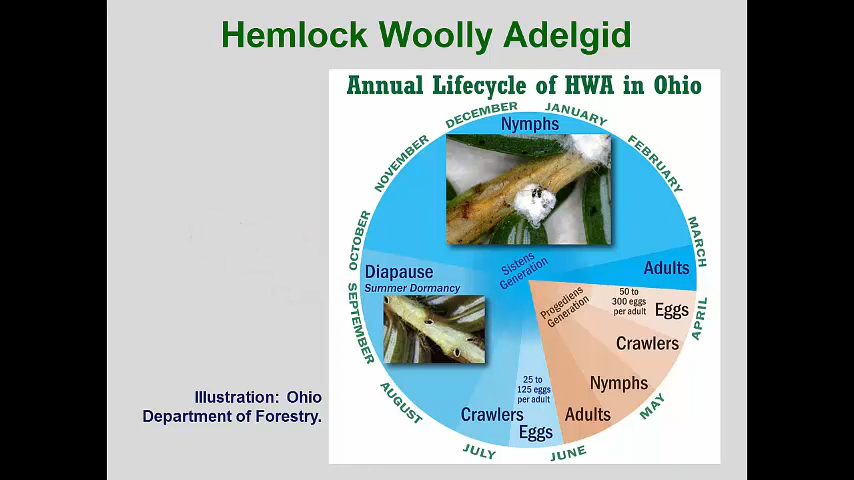 Hemlock Woolly Adelgid
Annual Lifecycle of HWA in Ohio
DECEMBER
JANUARY
FEBRUARY
MARCH
APRIL
MAY
JUNE
JULY
AUGUST
SEPTEMBER
OCTOBER
NOVEMBER
Nymphs
Sistens
Generation
Adults
Progrediens
Generation
50 to
300 eggs
per adult
Eggs
Crawlers
Nymphs
Adults
25 to
125 eggs
per adult
Eggs
Crawlers
Diapause
Summer Dormancy
Illustration: Ohio
Department of Forestry.